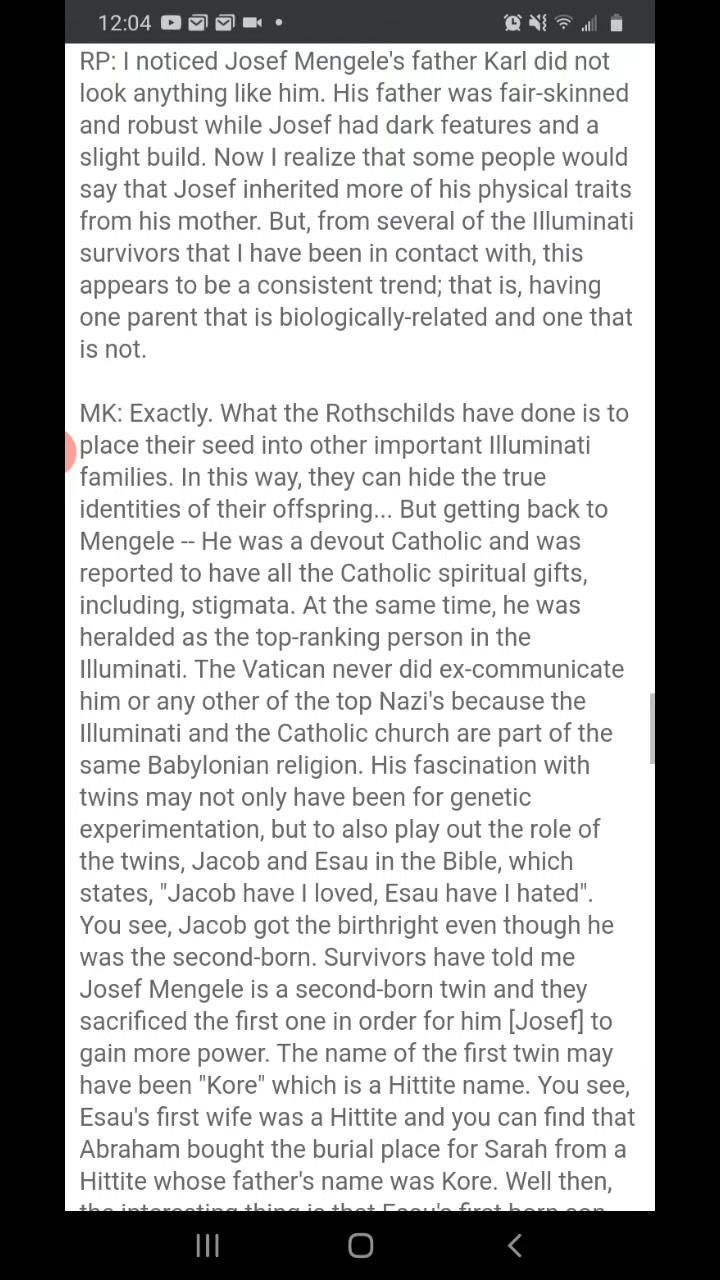 12:04
RP: I noticed Josef Mengele's father Karl did not
look anything like him. His father was fair-skinned
and robust while Josef had dark features and a
slight build. Now I realize that some people would
say that Josef inherited more of his physical traits
from his mother. But, from several of the Illuminati
survivors that I have been in contact with, this
appears to be a consistent trend; that is, having
one parent that is biologically-related and one that
is not.
MK: Exactly. What the Rothschilds have done is to
place their seed into other important Illuminati
families. In this way, they can hide the true
identities of their offspring... But getting back to
Mengele -- He was a devout Catholic and was
reported to have all the Catholic spiritual gifts,
including, stigmata. At the same time, he was
heralded as the top-ranking person in the
Illuminati. The Vatican never did ex-communicate
him or any other of the top Nazi's because the
Illuminati and the Catholic church are part of the
same Babylonian religion. His fascination with
twins may not only have been for genetic
experimentation, but to also play out the role of
the twins, Jacob and Esau in the Bible, which
states, "Jacob have I loved, Esau have I hated".
You see, Jacob got the birthright even though he
was the second-born. Survivors have told me
Josef Mengele is a second-born twin and they
sacrificed the first one in order for him [Josef] to
gain more power. The name of the first twin may
have been "Kore" which is a Hittite name. You see,
Esau's first wife was a Hittite and you can find that
Abraham bought the burial place for Sarah from a
Hittite whose father's name was Kore. Well then,
the interesting thing is that Esau's first born son